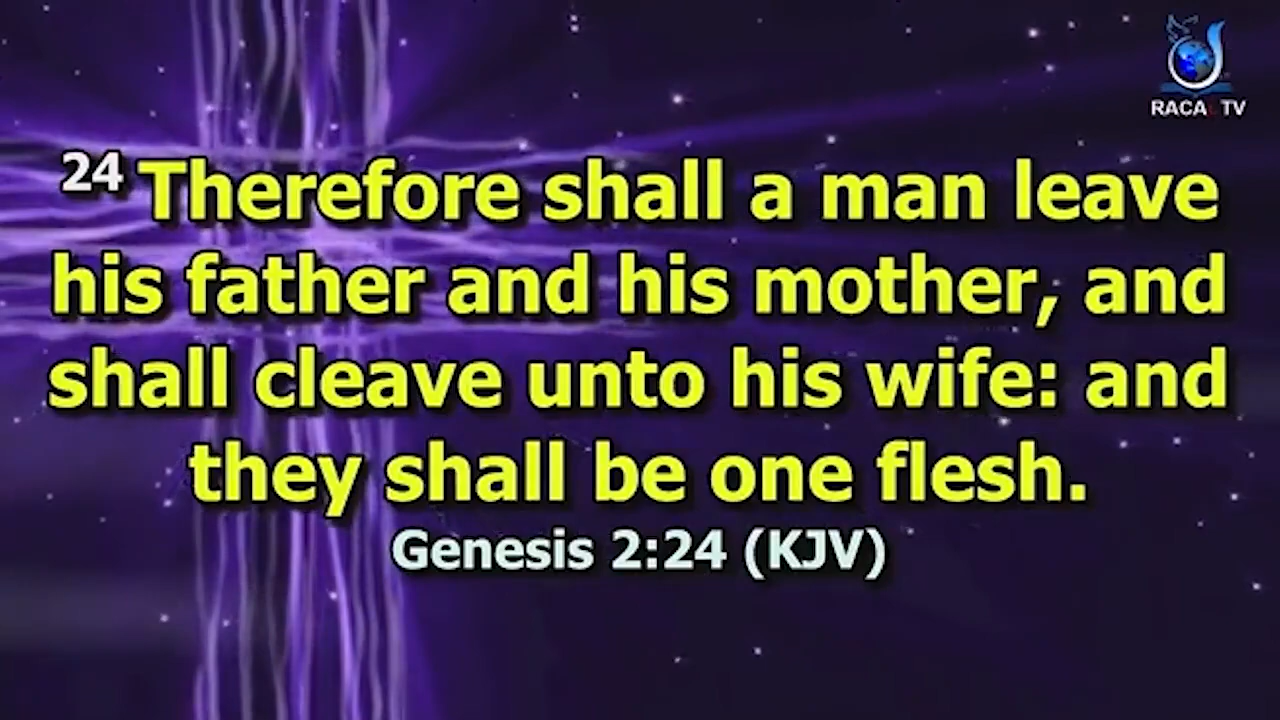 RACAL TV
24 Therefore shall a man leave
his father and his mother, and
shall cleave unto his wife: and
they shall be one flesh.
Genesis 2:24 (KJV)